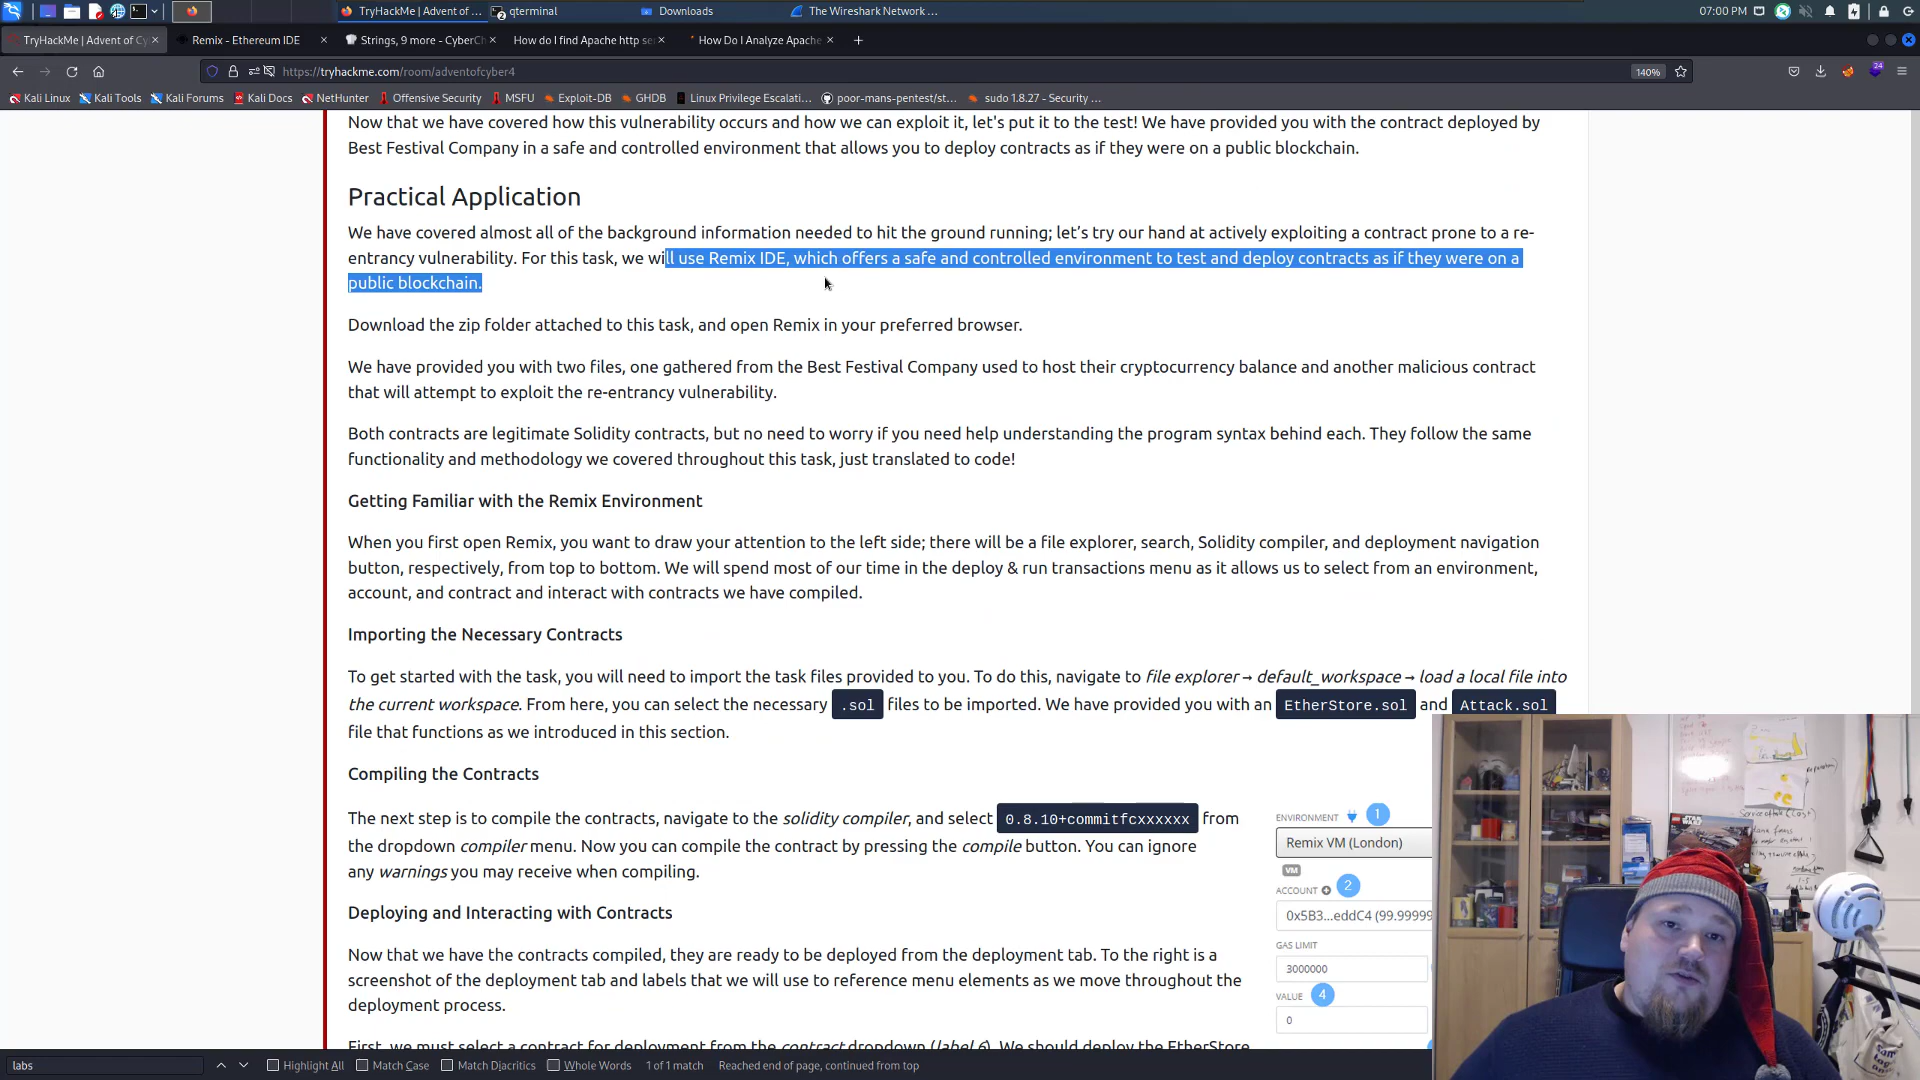 TryHackMe | Advent of ...
qterminal
Downloads
The Wireshark Network ...
07:00 PM
TryHackMe | Advent of Cy
Remix - Ethereum IDE
Strings, 9 more - CyberCh
How do I find Apache http se
How Do I Analyze Apache
https://tryhackme.com/room/adventofcyber4
140%
24
Kali Linux
Kali Tools
Kali Forums
Kali Docs
NetHunter
Offensive Security
MSFU
Exploit-DB
GHDB
Linux Privilege Escalati...
poor-mans-pentest/st...
sudo 1.8.27 - Security ...
Now that we have covered how this vulnerability occurs and how we can exploit it, let's put it to the test! We have provided you with the contract deployed by
Best Festival Company in a safe and controlled environment that allows you to deploy contracts as if they were on a public blockchain.
Practical Application
We have covered almost all of the background information needed to hit the ground running; let’s try our hand at actively exploiting a contract prone to a re-
entrancy vulnerability. For this task, we will use Remix IDE, which offers a safe and controlled environment to test and deploy contracts as if they were on a
public blockchain.
Download the zip folder attached to this task, and open Remix in your preferred browser.
We have provided you with two files, one gathered from the Best Festival Company used to host their cryptocurrency balance and another malicious contract
that will attempt to exploit the re-entrancy vulnerability.
Both contracts are legitimate Solidity contracts, but no need to worry if you need help understanding the program syntax behind each. They follow the same
functionality and methodology we covered throughout this task, just translated to code!
Getting Familiar with the Remix Environment
When you first open Remix, you want to draw your attention to the left side; there will be a file explorer, search, Solidity compiler, and deployment navigation
button, respectively, from top to bottom. We will spend most of our time in the deploy & run transactions menu as it allows us to select from an environment,
account, and contract and interact with contracts we have compiled.
Importing the Necessary Contracts
To get started with the task, you will need to import the task files provided to you. To do this, navigate to file explorer → default_workspace → load a local file into
the current workspace. From here, you can select the necessary .sol files to be imported. We have provided you with an EtherStore.sol and Attack.sol
file that functions as we introduced in this section.
Compiling the Contracts
The next step is to compile the contracts, navigate to the solidity compiler, and select 0.8.10+commitfcxxxxxx from
the dropdown compiler menu. Now you can compile the contract by pressing the compile button. You can ignore
any warnings you may receive when compiling.
Deploying and Interacting with Contracts
Now that we have the contracts compiled, they are ready to be deployed from the deployment tab. To the right is a
screenshot of the deployment tab and labels that we will use to reference menu elements as we move throughout the
deployment process.
First, we must select a contract for deployment from the contract dropdown (label 6). We should deploy the EtherStore
ENVIRONMENT 1
Remix VM (London)
VM
ACCOUNT 2
0x5B3...eddC4 (99.99999
GAS LIMIT
3000000
VALUE 4
0
labs
Highlight All
Match Case
Match Diacritics
Whole Words
1 of 1 match
Reached end of page, continued from top